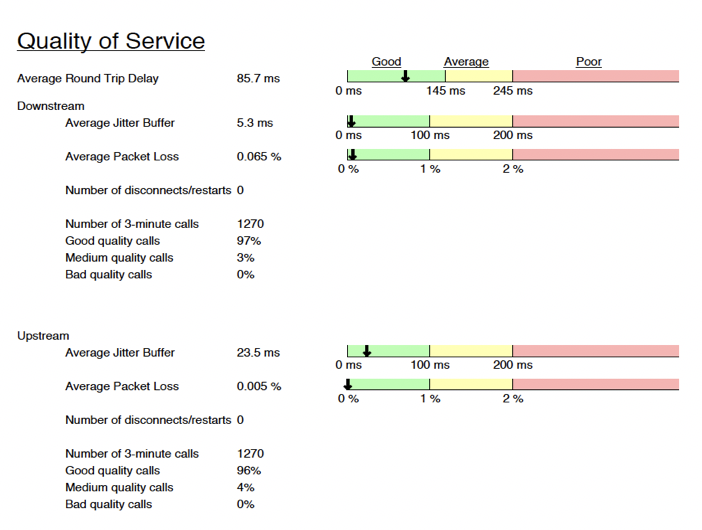 Quality of Service
Good Average Poor
Average Round Trip Delay 85.7 ms
0 ms 145 ms 245 ms
Downstream
Average Jitter Buffer 5.3 ms
0 ms 100 ms 200 ms
Average Packet Loss 0.065 %
0 % 1 % 2 %
Number of disconnects/restarts 0
Number of 3-minute calls 1270
Good quality calls 97%
Medium quality calls 3%
Bad quality calls 0%
Upstream
Average Jitter Buffer 23.5 ms
0 ms 100 ms 200 ms
Average Packet Loss 0.005 %
0 % 1 % 2 %
Number of disconnects/restarts 0
Number of 3-minute calls 1270
Good quality calls 96%
Medium quality calls 4%
Bad quality calls 0%